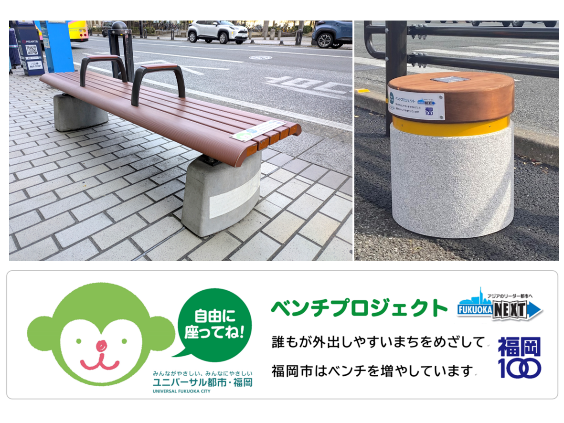 自由に
座ってね!
みんながやさしい、みんなにやさしい
ユニバーサル都市・福岡
UNIVERSAL FUKUOKA CITY
ベンチプロジェクト
アジアのリーダー都市へ
FUKUOKA NEXT
誰もが外出しやすいまちをめざして、
福岡市はベンチを増やしています。
福岡
100